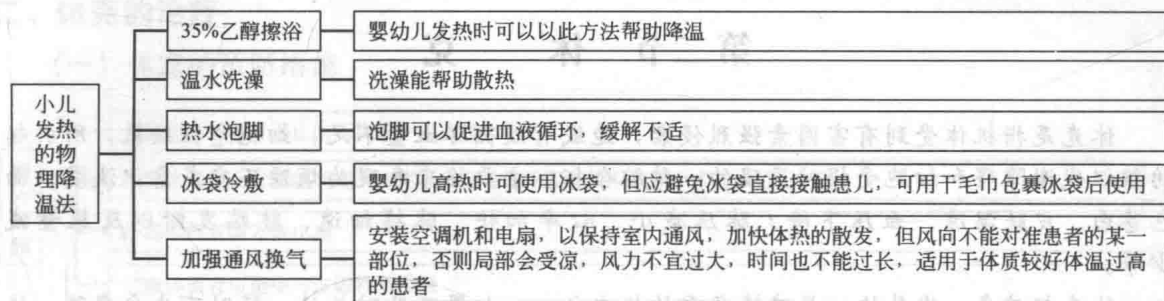 小儿
发热
的物
理降
温法
35%乙醇擦浴
婴幼儿发热时可以以此方法帮助降温
温水洗澡
洗澡能帮助散热
热水泡脚
泡脚可以促进血液循环，缓解不适
冰袋冷敷
婴幼儿高热时可使用冰袋，但应避免冰袋直接接触患儿，可用干毛巾包裹冰袋后使用
加强通风换气
安装空调机和电扇，以保持室内通风，加快体热的散发，但风向不能对准患者的某一
部位，否则局部会受凉，风力不宜过大，时间也不能过长，适用于体质较好体温过高
的患者